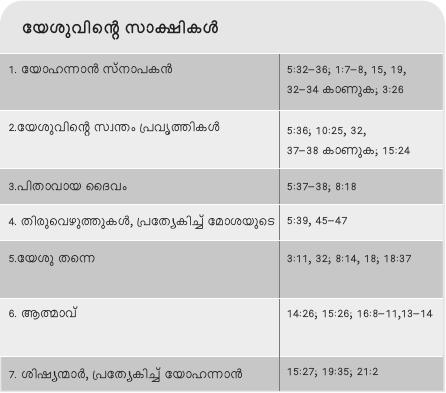 യേശുവിന്റെ സാക്ഷികൾ
1. യോഹന്നാൻ സ്നാപകൻ 5:32–36; 1:7–8, 15, 19,
32–34 കാണുക; 3:26
2.യേശുവിന്റെ സ്വന്തം പ്രവൃത്തികൾ 5:36; 10:25, 32,
37–38 കാണുക; 15:24
3.പിതാവായ ദൈവം 5:37–38; 8:18
4. തിരുവെഴുത്തുകൾ, പ്രത്യേകിച്ച് മോശയുടെ 5:39, 45–47
5.യേശു തന്നെ 3:11, 32; 8:14, 18; 18:37
6. ആത്മാവ് 14:26; 15:26; 16:8–11,13–14
7. ശിഷ്യന്മാർ, പ്രത്യേകിച്ച് യോഹന്നാൻ 15:27; 19:35; 21:2